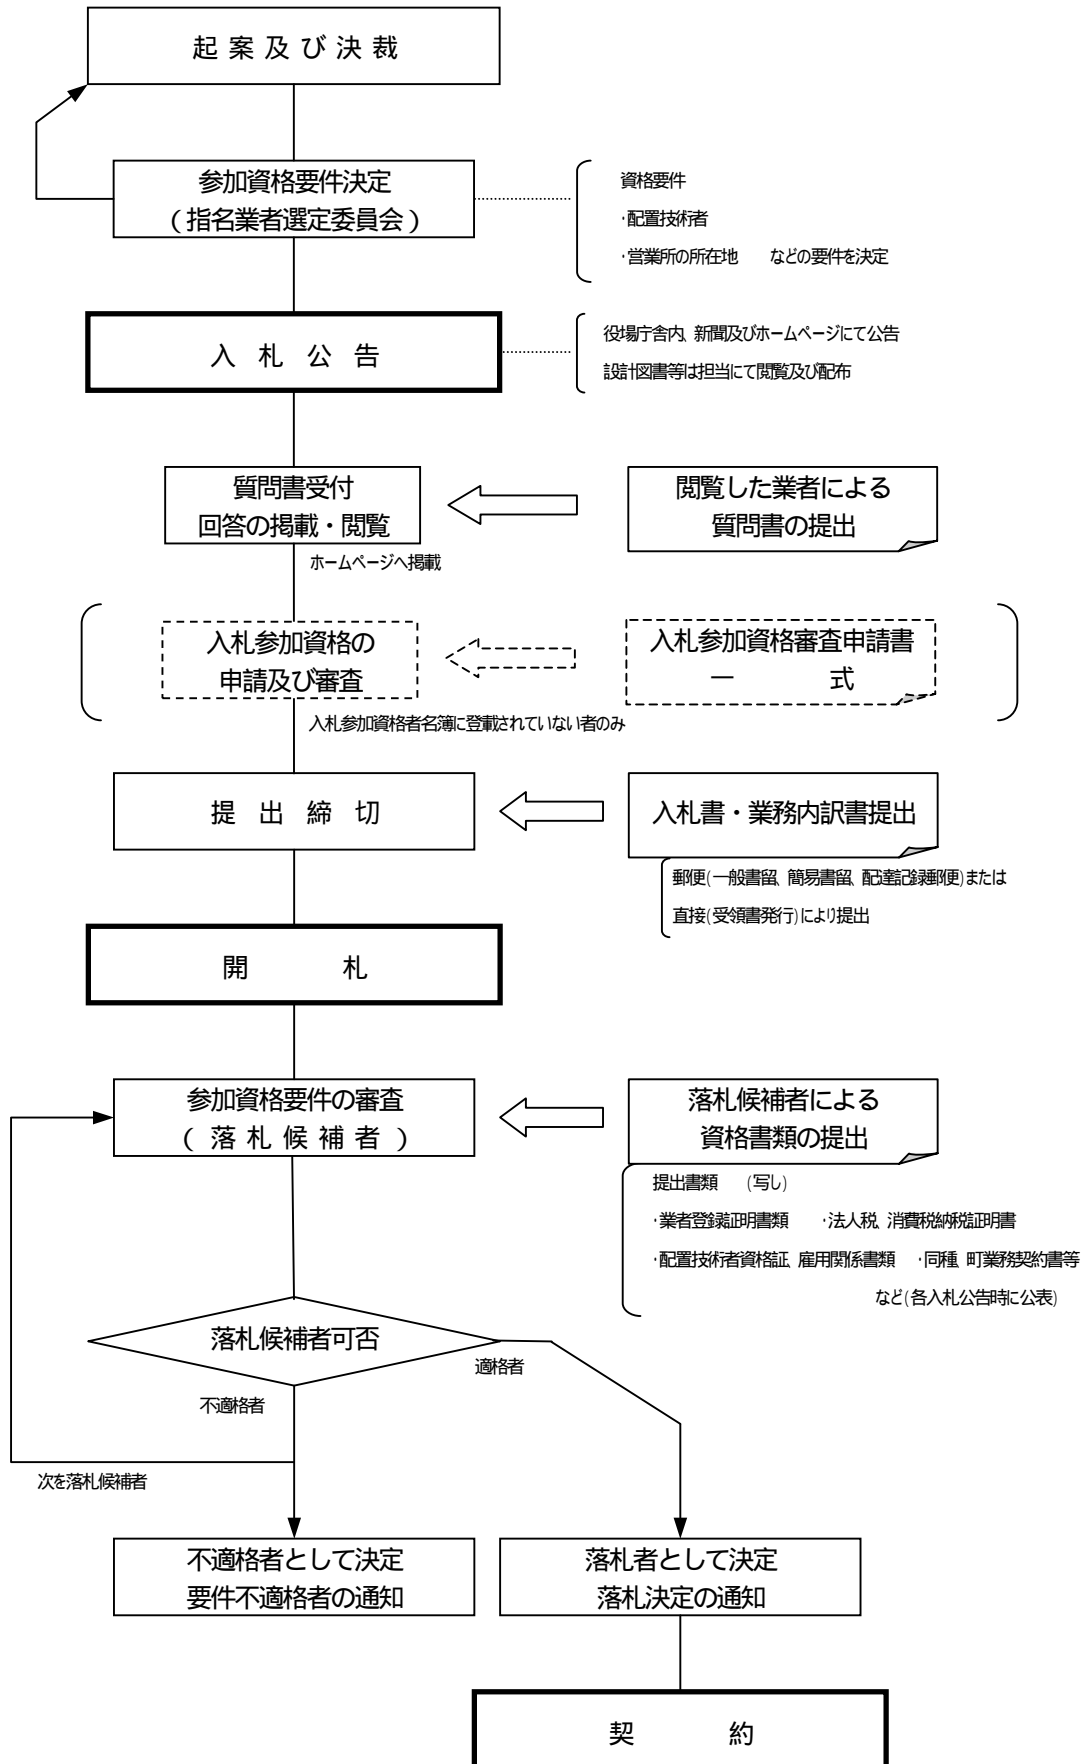 起案及び決裁
参加資格要件決定
(指名業者選定委員会)
資格要件
・配置技術者
・営業所の所在地　　などの要件を決定
入札公告
役場庁舎内、新聞及びホームページにて公告
設計図書等は担当にて閲覧及び配布
質問書受付
回答の掲載・閲覧
閲覧した業者による
質問書の提出
ホームページへ掲載
入札参加資格の
申請及び審査
入札参加資格審査申請書
一　　　式
入札参加資格者名簿に登載されていない者のみ
提出締切
入札書・業務内訳書提出
郵便(一般書留、簡易書留、配達記録郵便)または
直接(受領書発行)により提出
開　　　札
参加資格要件の審査
(落札候補者)
落札候補者による
資格書類の提出
提出書類　　(写し)
・業者登録証明書類　　・法人税、消費税納税証明書
・配置技術者資格証、雇用関係書類　　・同種、町業務契約書等
など(各入札公告時に公表)
落札候補者可否
適格者
不適格者
次を落札候補者
不適格者として決定
要件不適格者の通知
落札者として決定
落札決定の通知
契　　　約